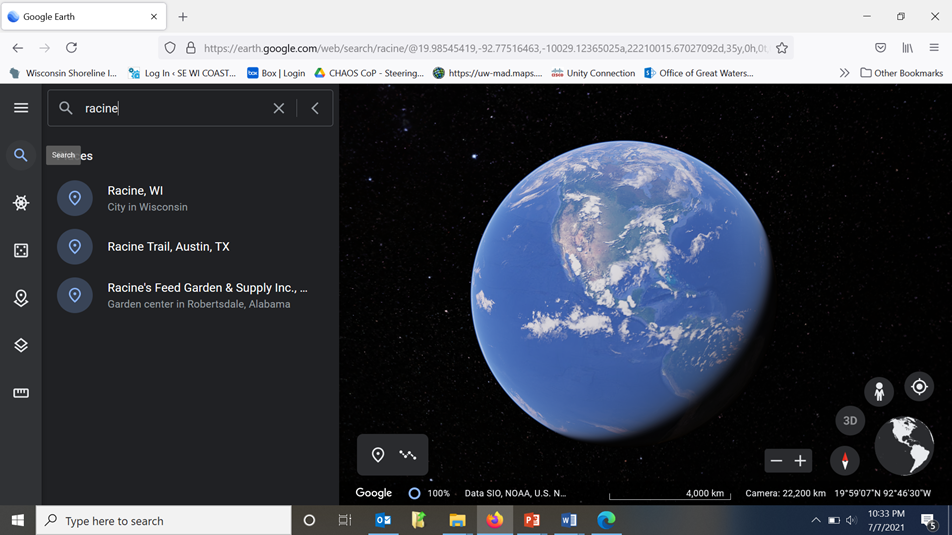 Google Earth
https://earth.google.com/web/search/racine/@19.98545419,-92.77516463,-10029.12365025a,22210015.67027092d,35y,0h,0t
Wisconsin Shoreline I... Log In ‹ SE WI COAST... box Box | Login CHAOS CoP - Steering... https://uw-mad.maps.... cisco Unity Connection Office of Great Waters... Other Bookmarks
racine
Search es
Racine, WI
City in Wisconsin
Racine Trail, Austin, TX
Racine's Feed Garden & Supply Inc., ...
Garden center in Robertsdale, Alabama
3D
Google 100% Data SIO, NOAA, U.S. N... 4,000 km Camera: 22,200 km 19°59'07"N 92°46'30"W
Type here to search
10:33 PM
7/7/2021
5